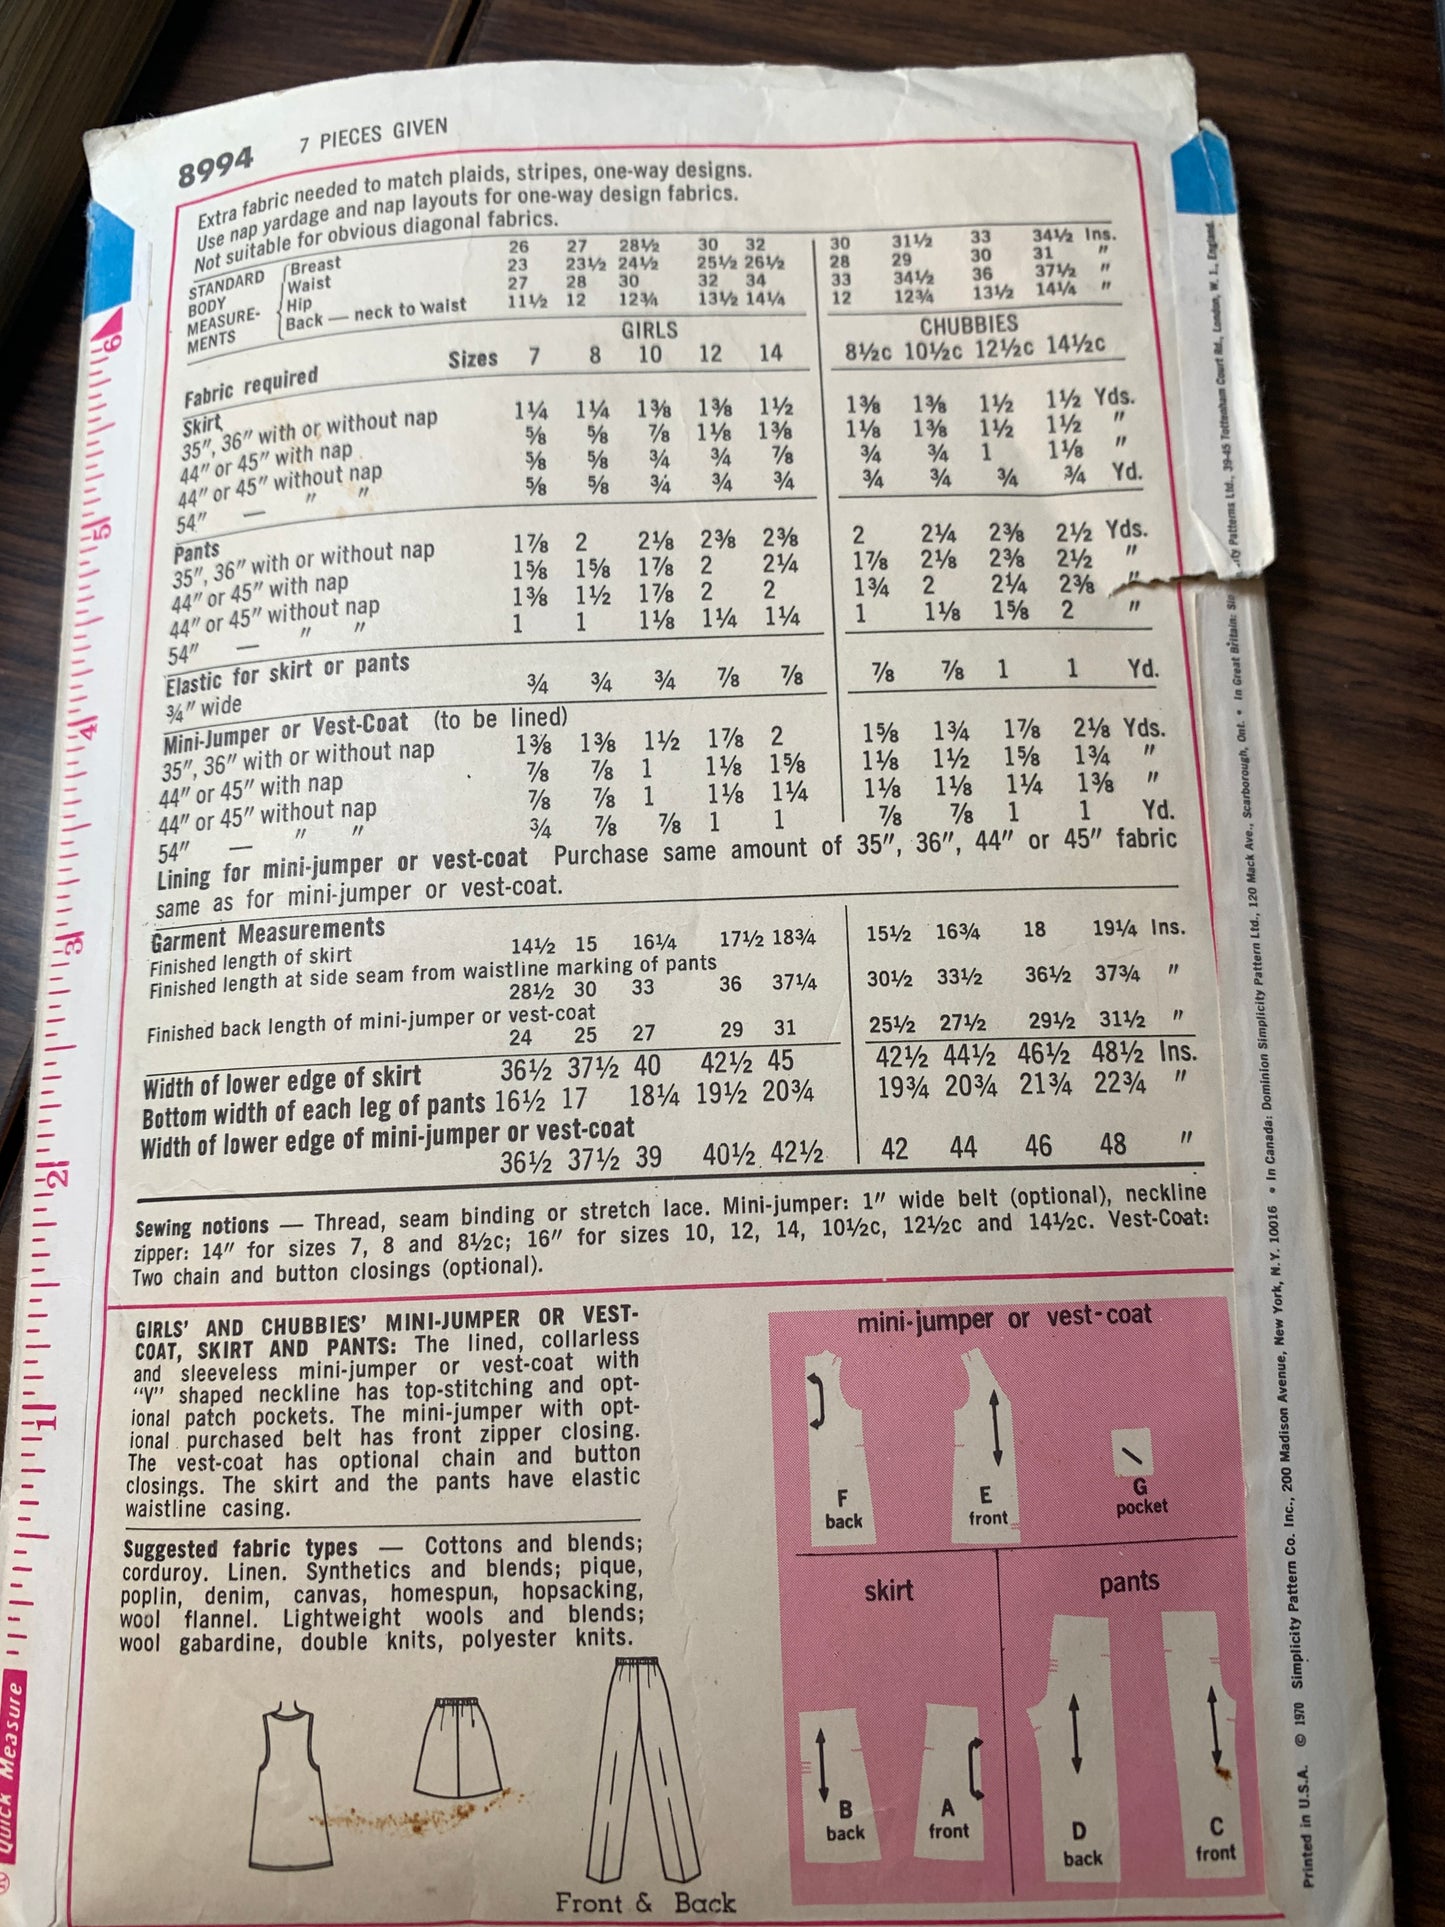 8994 7 PIECES GIVEN
Extra fabric needed to match plaids, stripes, one-way designs.
Use nap yardage and nap layouts for one-way design fabrics.
Not suitable for obvious diagonal fabrics.
STANDARD BODY MEASURE-MENTS
Breast 26 27 28½ 30 32 30 31½ 33 34½ Ins.
Waist 23 23½ 24½ 25½ 26½ 28 29 30 31 "
Hip 27 28 30 32 34 33 34½ 36 37½ "
Back — neck to waist 11½ 12 12¾ 13½ 14¼ 12 12¾ 13½ 14¼ "
GIRLS CHUBBIES
Sizes 7 8 10 12 14 8½c 10½c 12½c 14½c
Fabric required
Skirt
35", 36" with or without nap 1¼ 1¼ 1⅜ 1⅜ 1½ 1⅜ 1⅜ 1½ 1½ Yds.
44" or 45" with nap ⅝ ⅝ ⅞ 1⅛ 1⅜ 1⅛ 1⅜ 1½ 1½ "
44" or 45" without nap ⅝ ⅝ ¾ ¾ ⅞ ¾ ¾ 1 1⅛ "
54" — " " ⅝ ⅝ ¾ ¾ ¾ ¾ ¾ ¾ ¾ Yd.
Pants
35", 36" with or without nap 1⅞ 2 2⅛ 2⅜ 2⅜ 2 2¼ 2⅜ 2½ Yds.
44" or 45" with nap 1⅝ 1⅝ 1⅞ 2 2¼ 1⅞ 2⅛ 2⅜ 2½ "
44" or 45" without nap 1⅜ 1½ 1⅞ 2 2 1¾ 2 2¼ 2⅜ "
54" — " " 1 1 1⅛ 1¼ 1¼ 1 1⅛ 1⅝ 2 "
Elastic for skirt or pants
¾" wide ¾ ¾ ¾ ⅞ ⅞ ⅞ ⅞ 1 1 Yd.
Mini-Jumper or Vest-Coat (to be lined)
35", 36" with or without nap 1⅜ 1⅜ 1½ 1⅞ 2 1⅝ 1¾ 1⅞ 2⅛ Yds.
44" or 45" with nap ⅞ ⅞ 1 1⅛ 1⅝ 1⅛ 1½ 1⅝ 1¾ "
44" or 45" without nap ⅞ ⅞ 1 1⅛ 1¼ 1⅛ 1⅛ 1¼ 1⅜ "
54" — " " ¾ ⅞ ⅞ 1 1 ⅞ ⅞ 1 1 Yd.
Lining for mini-jumper or vest-coat Purchase same amount of 35", 36", 44" or 45" fabric
same as for mini-jumper or vest-coat.
Garment Measurements
Finished length of skirt 14½ 15 16¼ 17½ 18¾ 15½ 16¾ 18 19¼ Ins.
Finished length at side seam from waistline marking of pants
28½ 30 33 36 37¼ 30½ 33½ 36½ 37¾ "
Finished back length of mini-jumper or vest-coat
24 25 27 29 31 25½ 27½ 29½ 31½ "
Width of lower edge of skirt 36½ 37½ 40 42½ 45 42½ 44½ 46½ 48½ Ins.
Bottom width of each leg of pants 16½ 17 18¼ 19½ 20¾ 19¾ 20¾ 21¾ 22¾ "
Width of lower edge of mini-jumper or vest-coat
36½ 37½ 39 40½ 42½ 42 44 46 48 "
Sewing notions — Thread, seam binding or stretch lace. Mini-jumper: 1" wide belt (optional), neckline
zipper: 14" for sizes 7, 8 and 8½c; 16" for sizes 10, 12, 14, 10½c, 12½c and 14½c. Vest-Coat:
Two chain and button closings (optional).
GIRLS' AND CHUBBIES' MINI-JUMPER OR VEST-
COAT, SKIRT AND PANTS: The lined, collarless
and sleeveless mini-jumper or vest-coat with
"V" shaped neckline has top-stitching and opt-
ional patch pockets. The mini-jumper with opt-
ional purchased belt has front zipper closing.
The vest-coat has optional chain and button
closings. The skirt and the pants have elastic
waistline casing.
Suggested fabric types — Cottons and blends;
corduroy. Linen. Synthetics and blends; pique,
poplin, denim, canvas, homespun, hopsacking,
wool flannel. Lightweight wools and blends;
wool gabardine, double knits, polyester knits.
Front & Back
mini-jumper or vest-coat
F back
E front
G pocket
skirt
pants
B back
A front
D back
C front
Quick Measure
1
2
3
4
5
6
Printed in U.S.A. © 1970 Simplicity Pattern Co. Inc., 200 Madison Avenue, New York, N.Y. 10016 • In Canada: Dominion Simplicity Pattern Ltd., 120 Mack Ave., Scarborough, Ont. • In Great Britain: Patterns Ltd., 39-45 Tottenham Court Rd., London, W. 1., England.